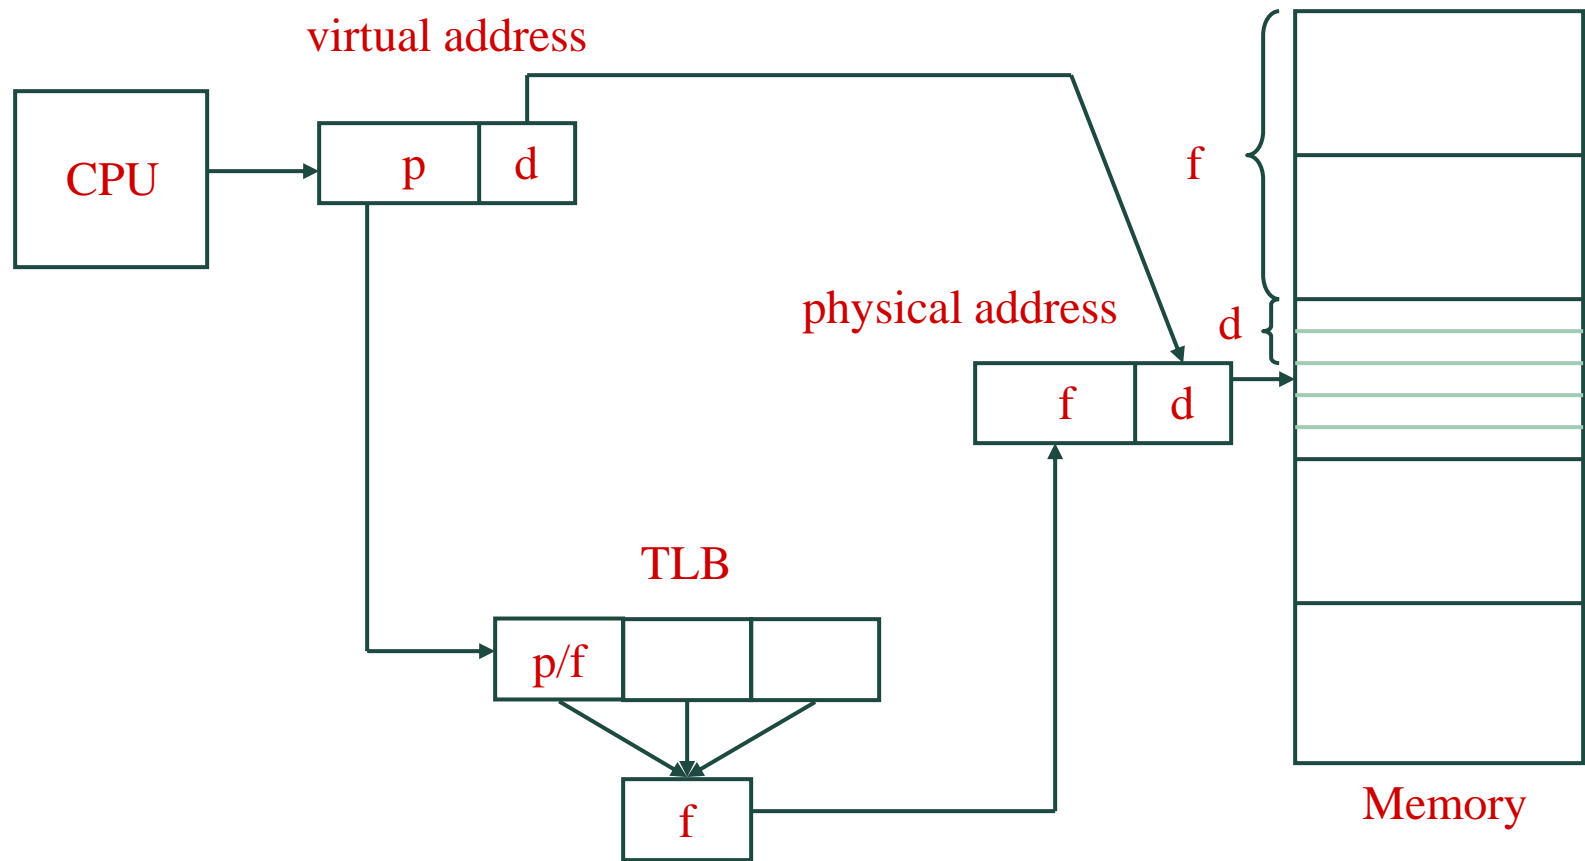 virtual address
CPU
p d
f
physical address
d
f d
TLB
p/f
f
Memory